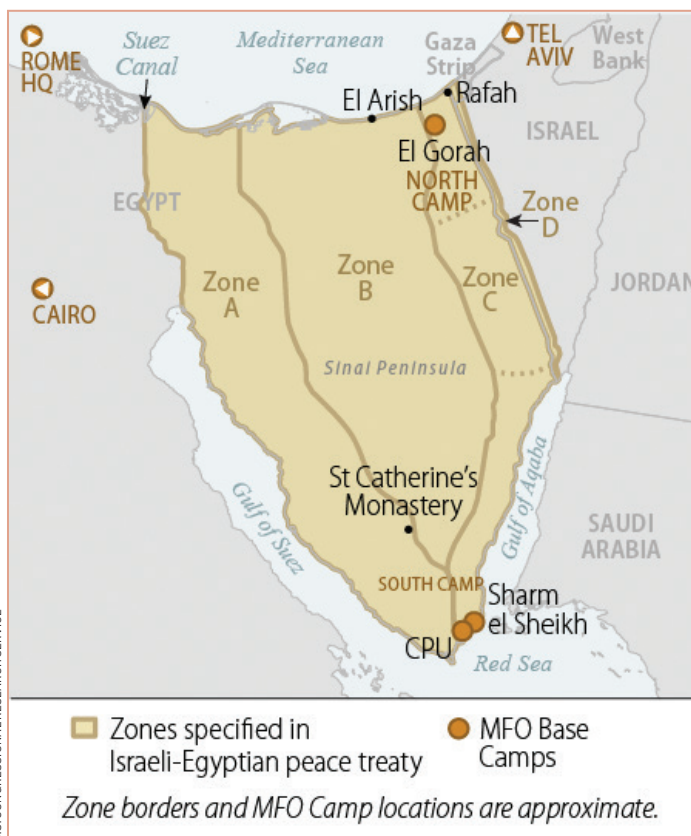 ROME
HQ
Suez
Canal
Mediterranean
Sea
Gaza
Strip
TEL
AVIV
West
Bank
El Arish
Rafah
ISRAEL
El Gorah
NORTH
CAMP
EGYPT
Zone
D
Zone
A
Zone
B
Zone
C
JORDAN
CAIRO
Sinai Peninsula
St Catherine's
Monastery
Gulf of Suez
Gulf of Aqaba
SAUDI
ARABIA
SOUTH CAMP
Sharm
el Sheikh
CPU
Red Sea
Zones specified in
Israeli-Egyptian peace treaty
MFO Base
Camps
Zone borders and MFO Camp locations are approximate.